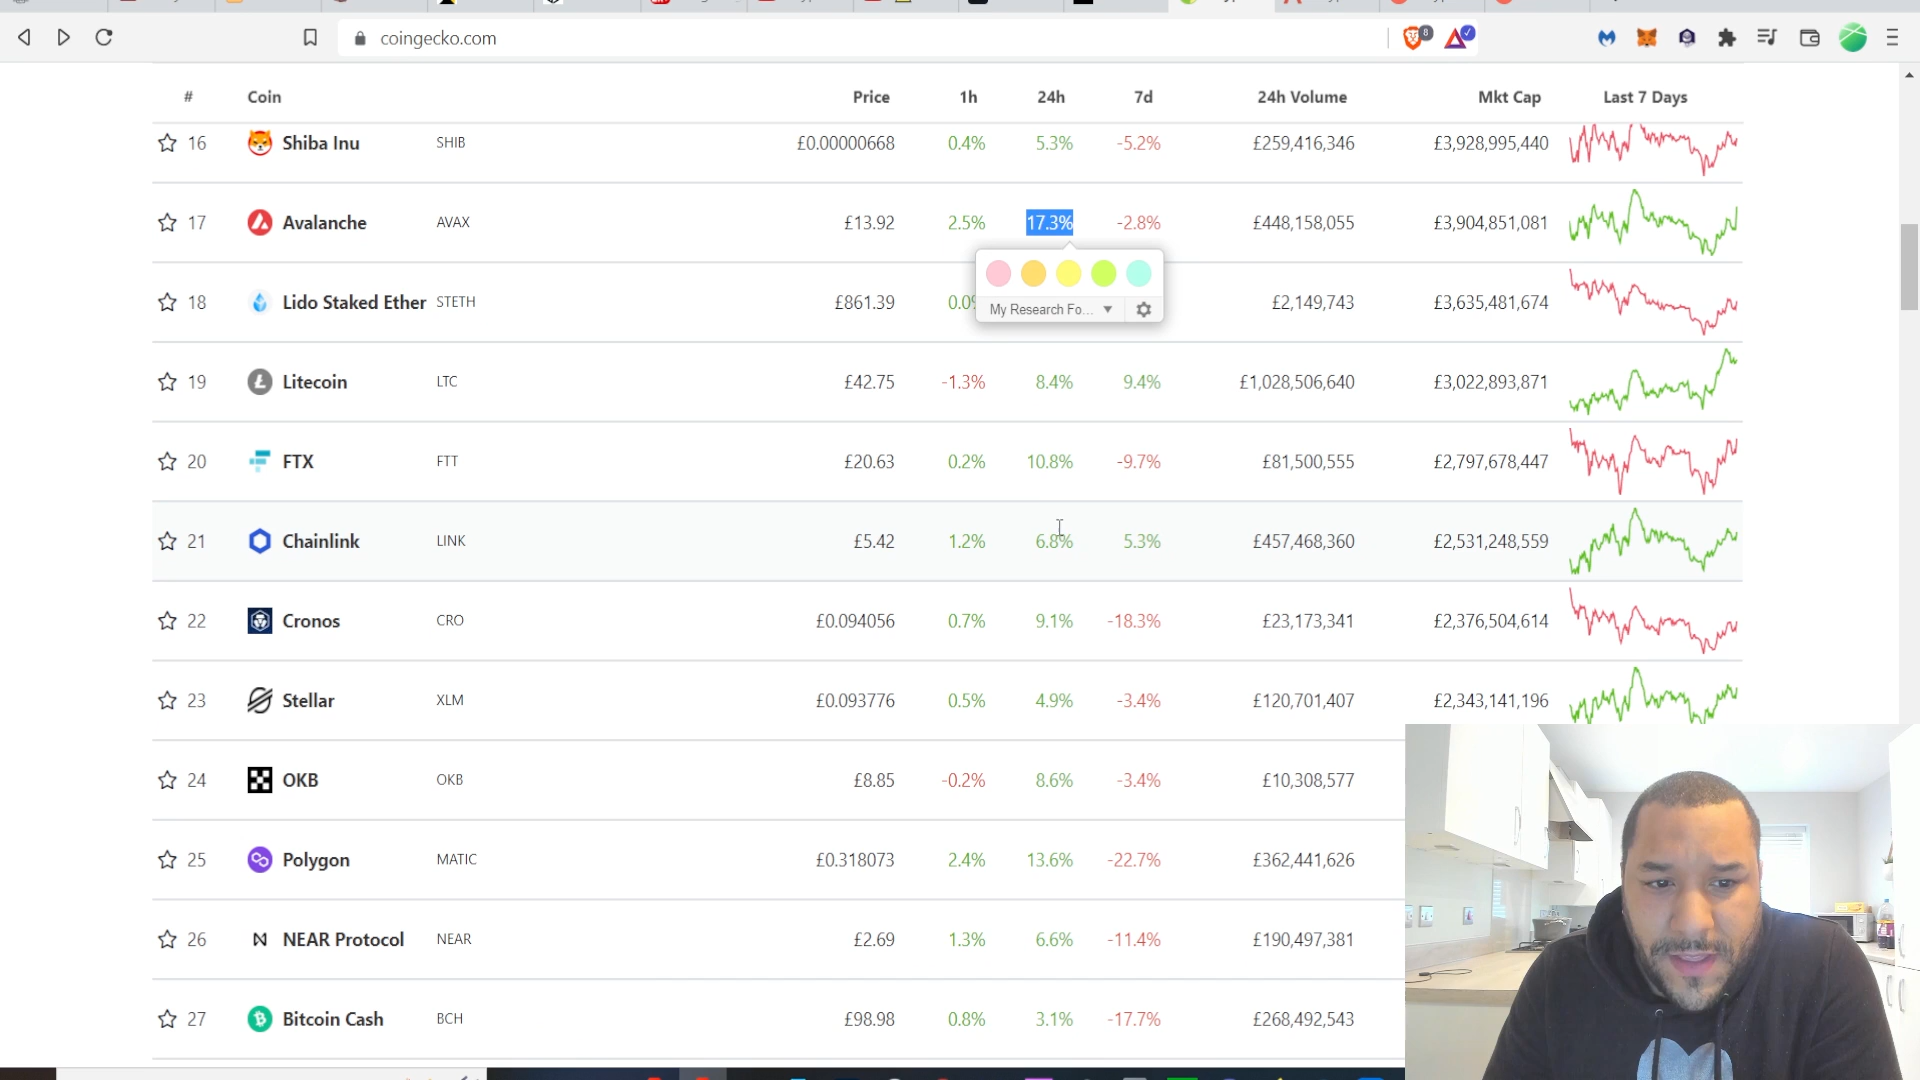 coingecko.com
8
# Coin Price 1h 24h 7d 24h Volume Mkt Cap Last 7 Days
16 Shiba Inu SHIB £0.00000668 0.4% 5.3% -5.2% £259,416,346 £3,928,995,440
17 Avalanche AVAX £13.92 2.5% 17.3% -2.8% £448,158,055 £3,904,851,081
18 Lido Staked Ether STETH £861.39 0.0% £2,149,743 £3,635,481,674
My Research Fo...
19 Litecoin LTC £42.75 -1.3% 8.4% 9.4% £1,028,506,640 £3,022,893,871
20 FTX FTT £20.63 0.2% 10.8% -9.7% £81,500,555 £2,797,678,447
21 Chainlink LINK £5.42 1.2% 6.8% 5.3% £457,468,360 £2,531,248,559
22 Cronos CRO £0.094056 0.7% 9.1% -18.3% £23,173,341 £2,376,504,614
23 Stellar XLM £0.093776 0.5% 4.9% -3.4% £120,701,407 £2,343,141,196
24 OKB OKB £8.85 -0.2% 8.6% -3.4% £10,308,577
25 Polygon MATIC £0.318073 2.4% 13.6% -22.7% £362,441,626
26 NEAR Protocol NEAR £2.69 1.3% 6.6% -11.4% £190,497,381
27 Bitcoin Cash BCH £98.98 0.8% 3.1% -17.7% £268,492,543